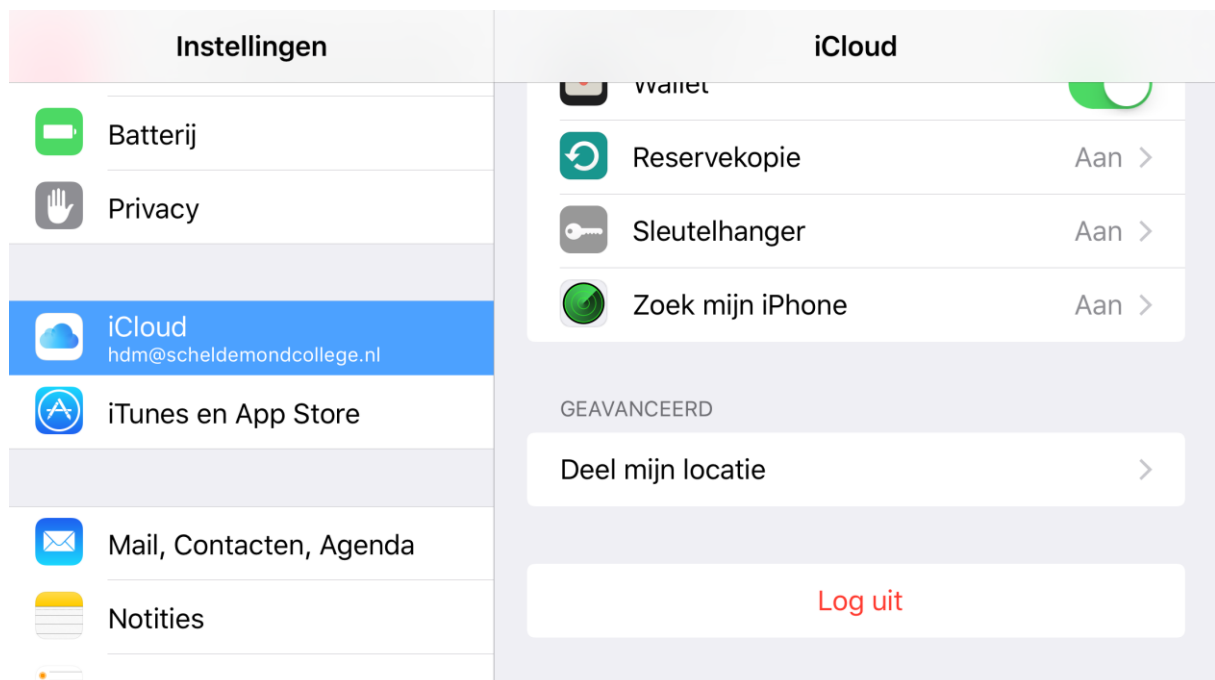 Instellingen
Batterij
Privacy
iCloud
hdm@scheldemondcollege.nl
iTunes en App Store
Mail, Contacten, Agenda
Notities
iCloud
Wallet
Reservekopie Aan
Sleutelhanger Aan
Zoek mijn iPhone Aan
GEAVANCEERD
Deel mijn locatie
Log uit